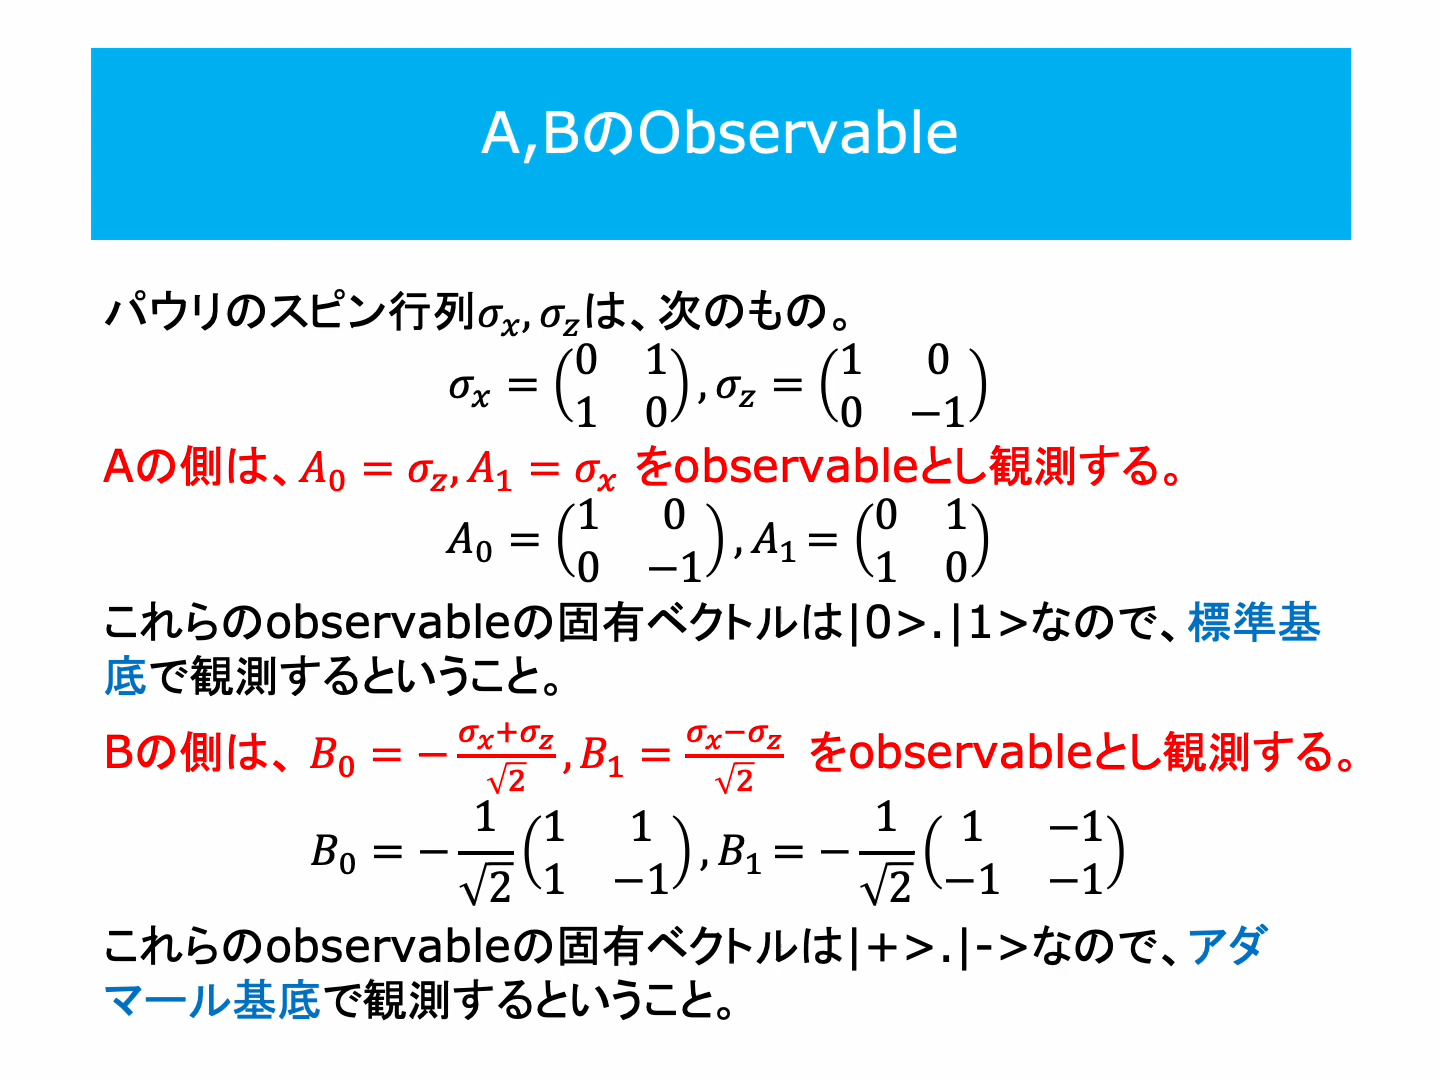 A,BのObservable
パウリのスピン行列σ_x, σ_zは、次のもの。
σ_x = (0 1; 1 0), σ_z = (1 0; 0 −1)
Aの側は、A_0 = σ_z, A_1 = σ_x をobservableとし観測する。
A_0 = (1 0; 0 −1), A_1 = (0 1; 1 0)
これらのobservableの固有ベクトルは|0>.|1>なので、標準基
底で観測するということ。
Bの側は、 B_0 = −(σ_x+σ_z)/√2, B_1 = (σ_x−σ_z)/√2 をobservableとし観測する。
B_0 = −1/√2 (1 1; 1 −1), B_1 = −1/√2 (1 −1; −1 −1)
これらのobservableの固有ベクトルは|+>.|->なので、アダ
マール基底で観測するということ。